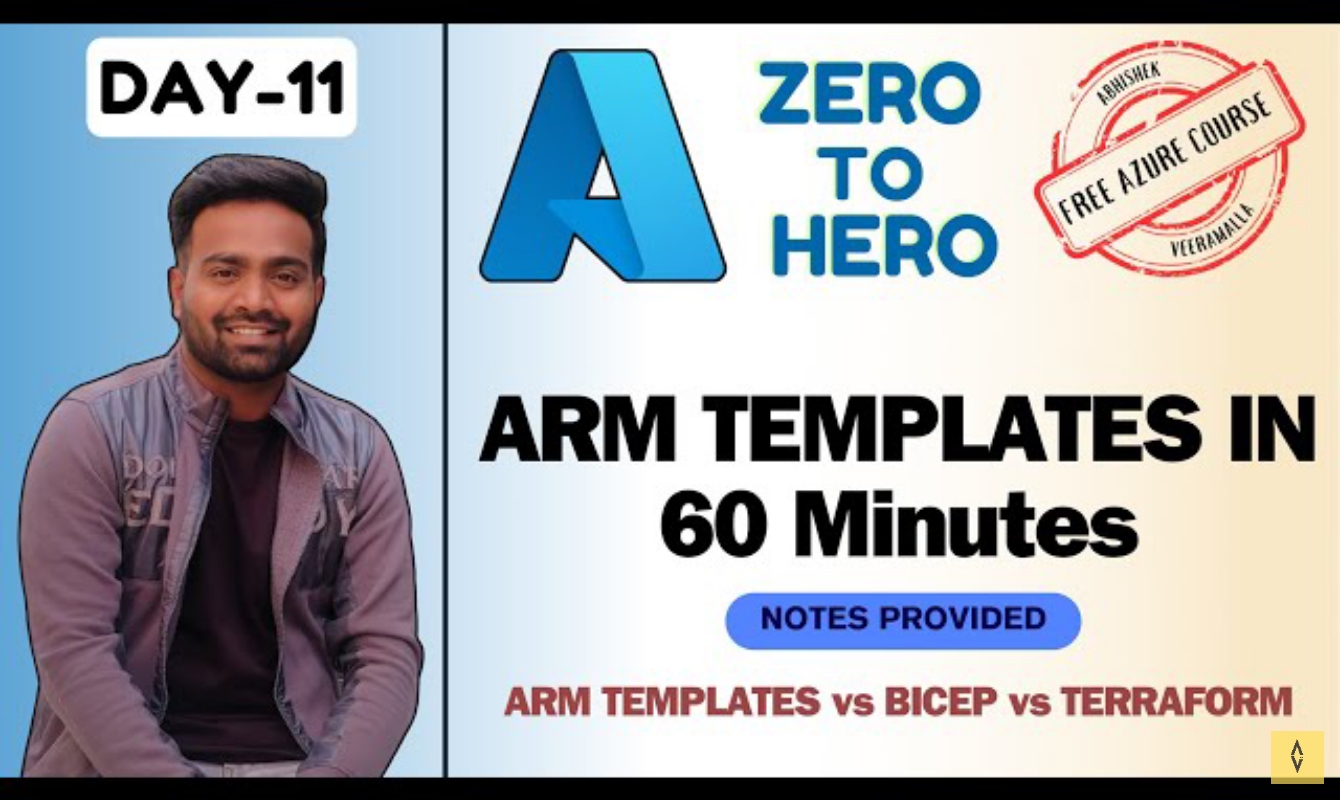 DAY-11
ZERO
TO
HERO
ABHISHEK
FREE AZURE COURSE
VEERAMALLA
ARM TEMPLATES IN
60 Minutes
NOTES PROVIDED
ARM TEMPLATES vs BICEP vs TERRAFORM